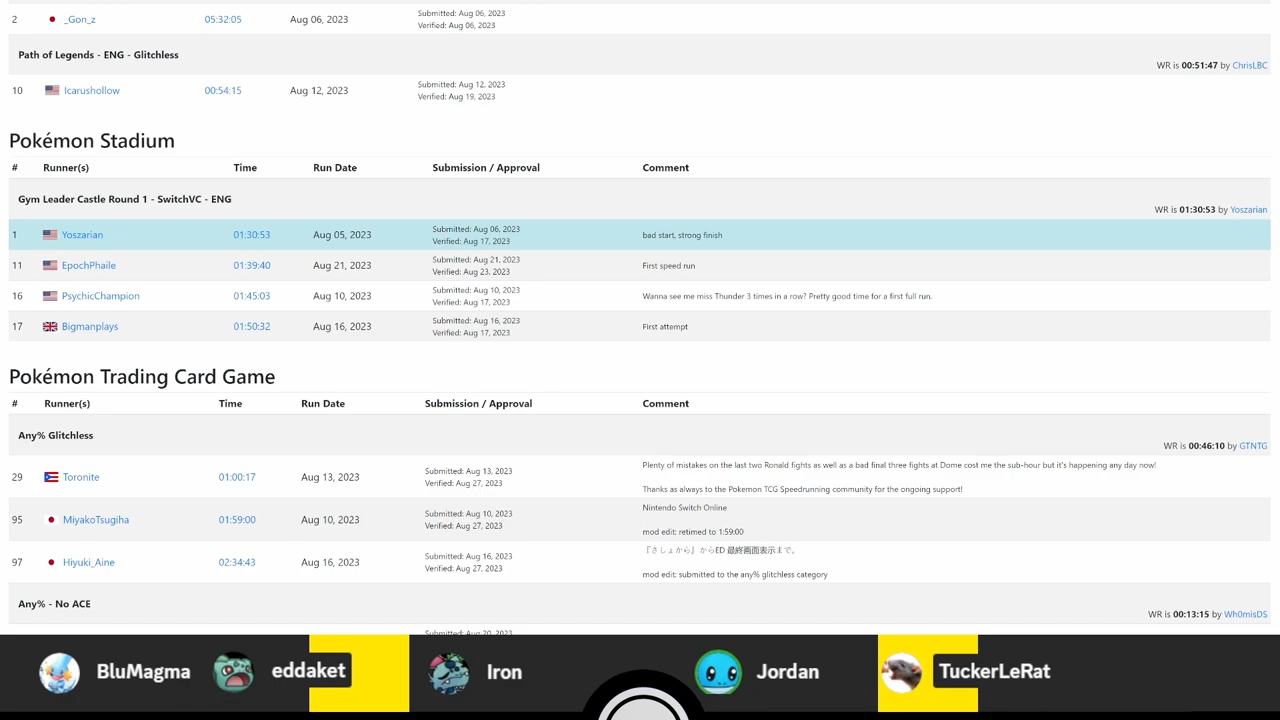 2 _Gon_z 05:32:05 Aug 06, 2023 Submitted: Aug 06, 2023
Verified: Aug 06, 2023
Path of Legends - ENG - Glitchless
WR is 00:51:47 by ChrisLBC
10 Icarushollow 00:54:15 Aug 12, 2023 Submitted: Aug 12, 2023
Verified: Aug 19, 2023
Pokémon Stadium
# Runner(s) Time Run Date Submission / Approval Comment
Gym Leader Castle Round 1 - SwitchVC - ENG
WR is 01:30:53 by Yoszarian
1 Yoszarian 01:30:53 Aug 05, 2023 Submitted: Aug 06, 2023 bad start, strong finish
Verified: Aug 17, 2023
11 EpochPhaile 01:39:40 Aug 21, 2023 Submitted: Aug 21, 2023 First speed run
Verified: Aug 23, 2023
16 PsychicChampion 01:45:03 Aug 10, 2023 Submitted: Aug 10, 2023 Wanna see me miss Thunder 3 times in a row? Pretty good time for a first full run.
Verified: Aug 17, 2023
17 Bigmanplays 01:50:32 Aug 16, 2023 Submitted: Aug 16, 2023 First attempt
Verified: Aug 17, 2023
Pokémon Trading Card Game
# Runner(s) Time Run Date Submission / Approval Comment
Any% Glitchless
WR is 00:46:10 by GTNTG
Plenty of mistakes on the last two Ronald fights as well as a bad final three fights at Dome cost me the sub-hour but it's happening any day now!
29 Toronite 01:00:17 Aug 13, 2023 Submitted: Aug 13, 2023
Verified: Aug 27, 2023
Thanks as always to the Pokemon TCG Speedrunning community for the ongoing support!
Nintendo Switch Online
95 MiyakoTsugiha 01:59:00 Aug 10, 2023 Submitted: Aug 10, 2023
Verified: Aug 27, 2023
mod edit: retimed to 1:59:00
『さしょから』からED 最終画面表示まで。
97 Hiyuki_Aine 02:34:43 Aug 16, 2023 Submitted: Aug 16, 2023
Verified: Aug 27, 2023
mod edit: submitted to the any% glitchless category
Any% - No ACE
WR is 00:13:15 by Wh0misDS
Submitted: Aug 20, 2023
BluMagma eddaket Iron Jordan TuckerLeRat